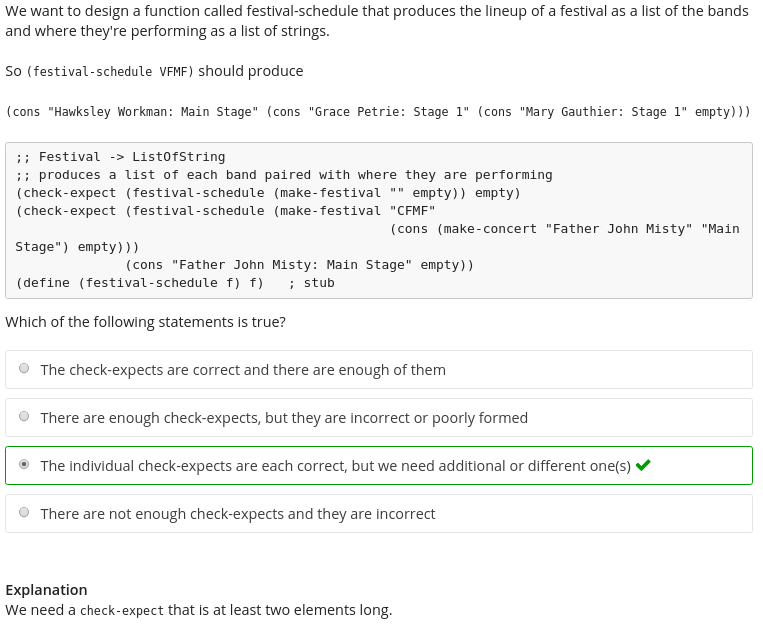 We want to design a function called festival-schedule that produces the lineup of a festival as a list of the bands
and where they're performing as a list of strings.
So (festival-schedule VFMF) should produce
(cons "Hawksley Workman: Main Stage" (cons "Grace Petrie: Stage 1" (cons "Mary Gauthier: Stage 1" empty)))
;; Festival -> ListOfString
;; produces a list of each band paired with where they are performing
(check-expect (festival-schedule (make-festival "" empty)) empty)
(check-expect (festival-schedule (make-festival "CFMF"
(cons (make-concert "Father John Misty" "Main
Stage") empty)))
(cons "Father John Misty: Main Stage" empty))
(define (festival-schedule f) f)   ; stub
Which of the following statements is true?
The check-expects are correct and there are enough of them
There are enough check-expects, but they are incorrect or poorly formed
The individual check-expects are each correct, but we need additional or different one(s)
There are not enough check-expects and they are incorrect
Explanation
We need a check-expect that is at least two elements long.